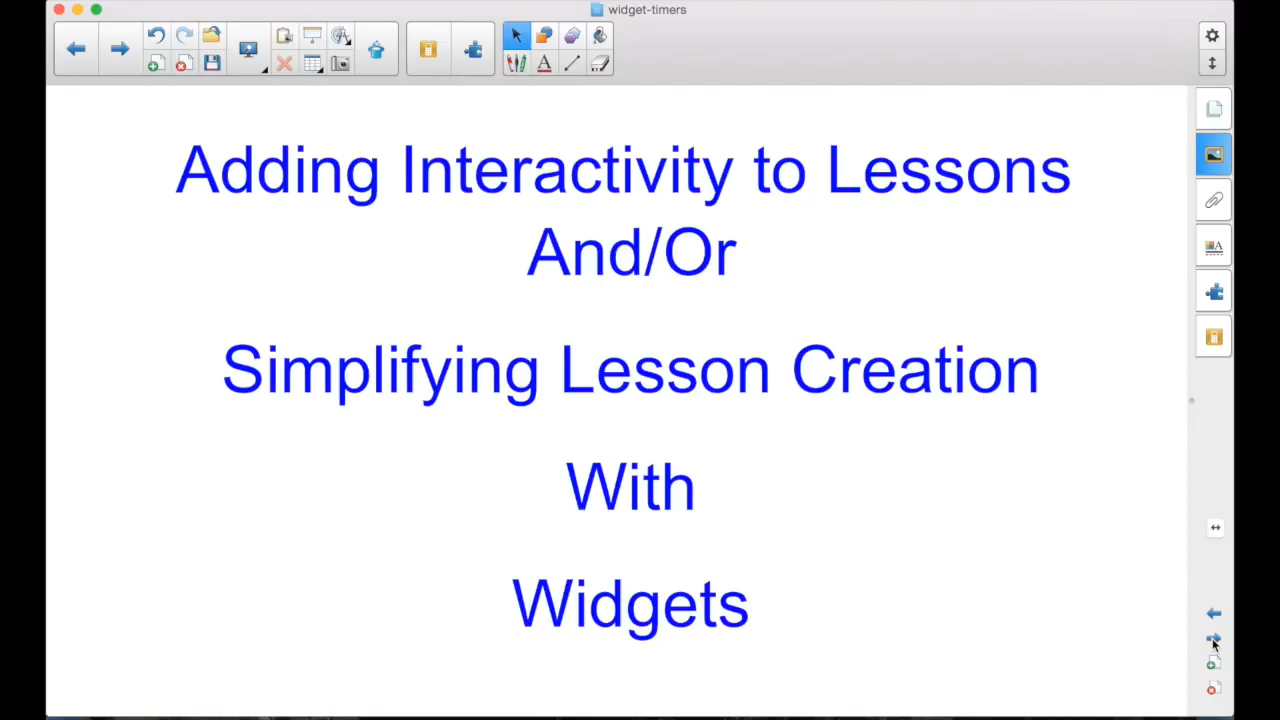 widget-timers
Adding Interactivity to Lessons
And/Or
Simplifying Lesson Creation
With
Widgets